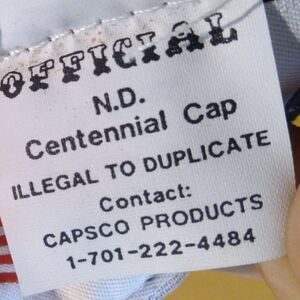 OFFICIAL
N.D.
Centennial Cap
ILLEGAL TO DUPLICATE
Contact:
CAPSCO PRODUCTS
1-701-222-4484